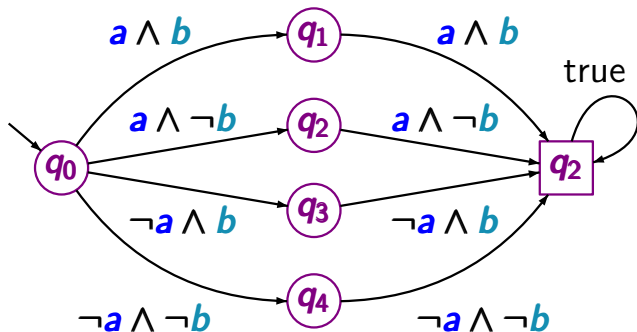 a ∧ b
q1
a ∧ b
true
a ∧ ¬b
q2
a ∧ ¬b
q0
q2
¬a ∧ b
q3
¬a ∧ b
q4
¬a ∧ ¬b
¬a ∧ ¬b